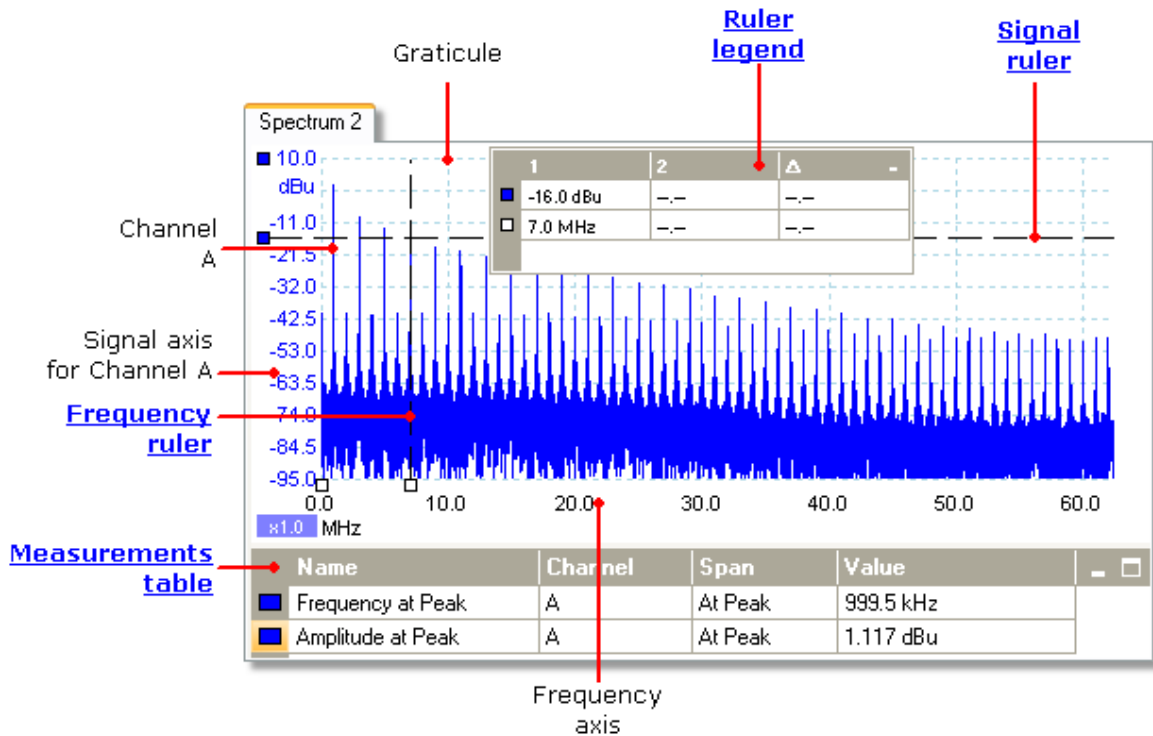 Graticule
Ruler
legend
Signal
ruler
Spectrum 2
10.0
dBu
-11.0
-21.5
-32.0
-42.5
-53.0
-63.5
-74.0
-84.5
-95.0
1 2 Δ -
-16.0 dBu --.-- --.--
7.0 MHz --.-- --.--
Channel
A
Signal axis
for Channel A
Frequency
ruler
0.0 10.0 20.0 30.0 40.0 50.0 60.0
x1.0 MHz
Measurements
table
Name Channel Span Value
Frequency at Peak A At Peak 999.5 kHz
Amplitude at Peak A At Peak 1.117 dBu
Frequency
axis